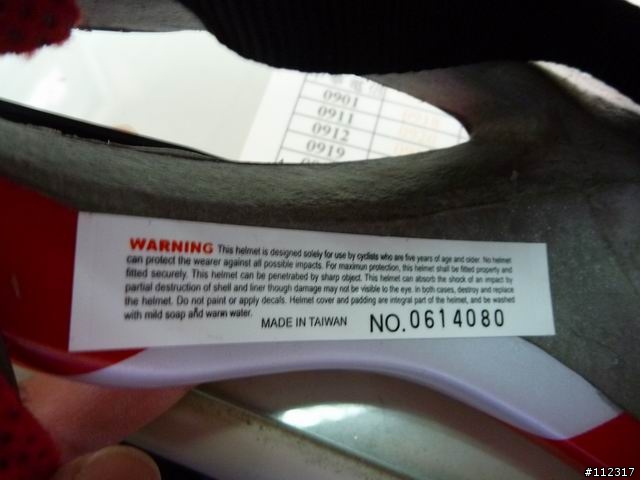 0901
0911
0912
0919
WARNING This helmet is designed solely for use by cyclists who are five years of age and older. No helmet
can protect the wearer against all possible impacts. For maximun protection, this helmet shall be fitted property and
fitted securely. This helmet can be penetrabed by sharp object. This helmet can absorb the shock of an impact by
partial destruction of shell and liner though damage may not be visible to the eye. In both cases, destroy and replace
the helmet. Do not paint or apply decals. Helmet cover and padding are integral part of the helmet, and be washed
with mild soap and warm water.
MADE IN TAIWAN NO.0614080
#112317